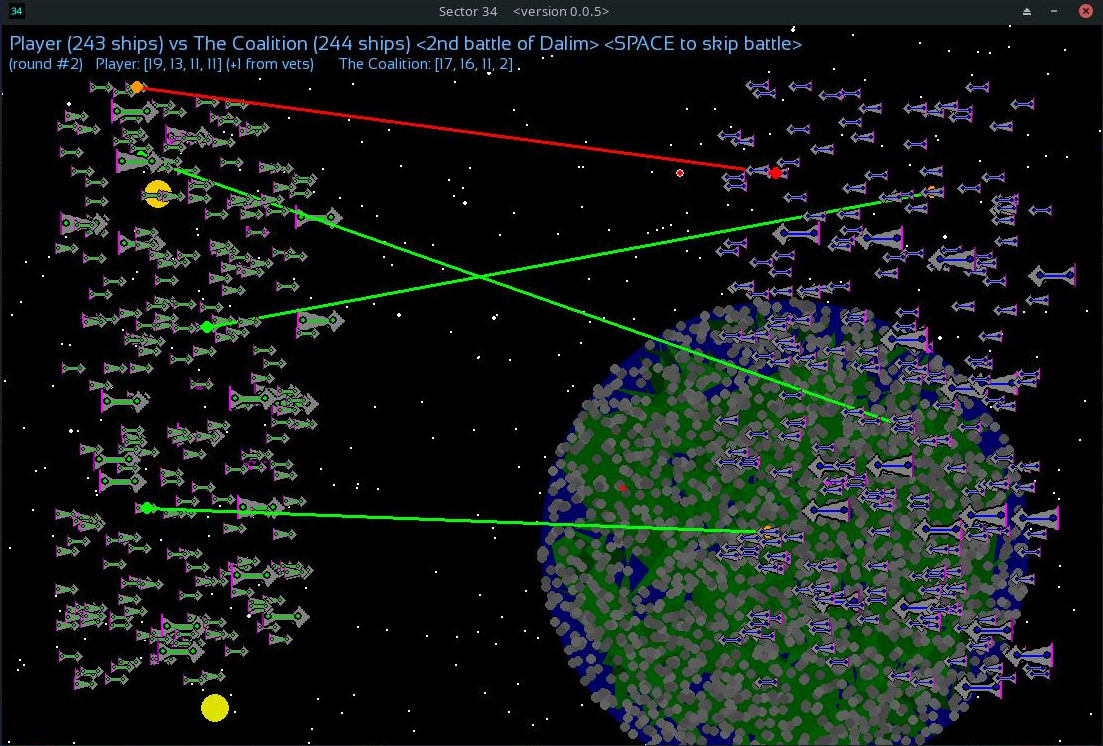 34
Sector 34 <version 0.0.5>
Player (243 ships) vs The Coalition (244 ships) <2nd battle of Dalim> <SPACE to skip battle>
(round #2) Player: [19, 13, 11, 11] (+1 from vets) The Coalition: [17, 16, 11, 2]